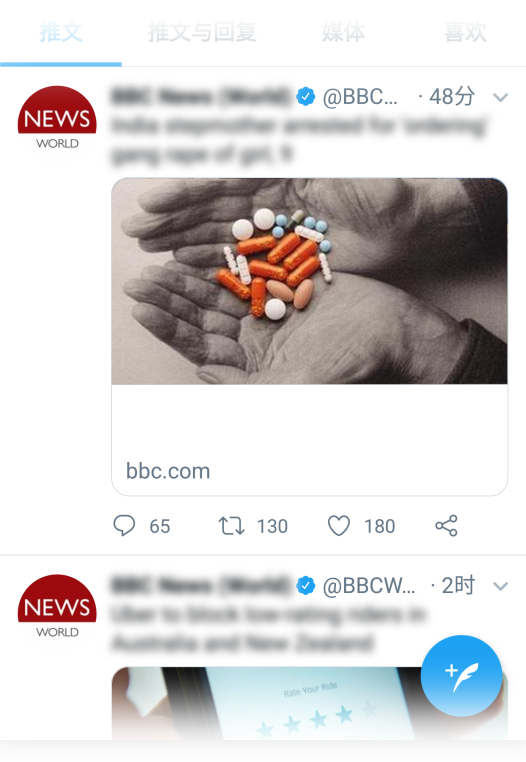 推文 推文与回复 媒体 喜欢
NEWS
WORLD
BBC News (World) @BBC... · 48分
India stepmother arrested for 'ordering'
gang rape of girl, 9
bbc.com
65 130 180
NEWS
WORLD
BBC News (World) @BBCW... · 2时
Uber to block low-rating riders in
Australia and New Zealand
Rate Your Ride